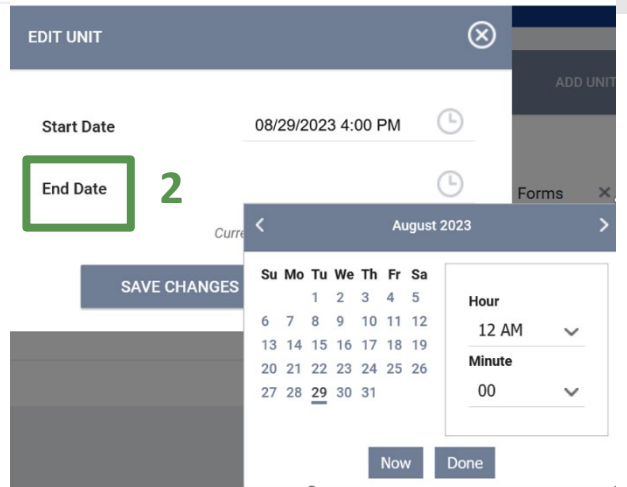 EDIT UNIT
ADD UNIT
Start Date 08/29/2023 4:00 PM
End Date 2
Forms
August 2023
SAVE CHANGES
Su Mo Tu We Th Fr Sa
1 2 3 4 5
6 7 8 9 10 11 12
13 14 15 16 17 18 19
20 21 22 23 24 25 26
27 28 29 30 31
Hour
12 AM
Minute
00
Now Done